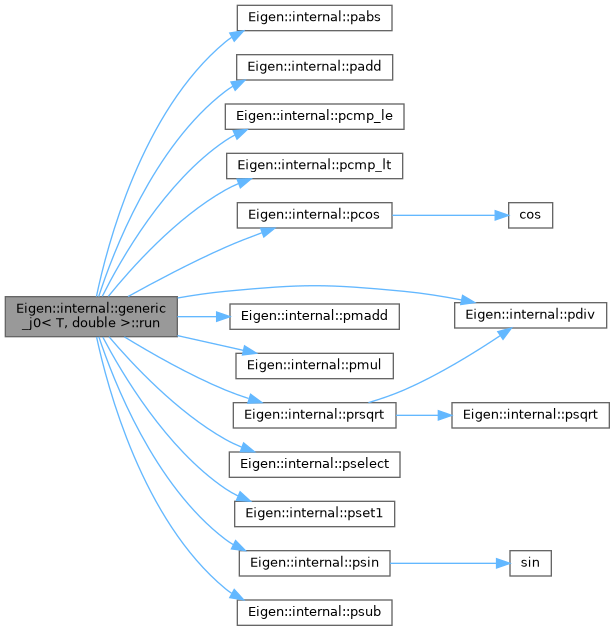 Eigen::internal::pabs
Eigen::internal::padd
Eigen::internal::pcmp_le
Eigen::internal::pcmp_lt
Eigen::internal::pcos
cos
Eigen::internal::generic
_j0< T, double >::run
Eigen::internal::pmadd
Eigen::internal::pdiv
Eigen::internal::pmul
Eigen::internal::prsqrt
Eigen::internal::psqrt
Eigen::internal::pselect
Eigen::internal::pset1
Eigen::internal::psin
sin
Eigen::internal::psub